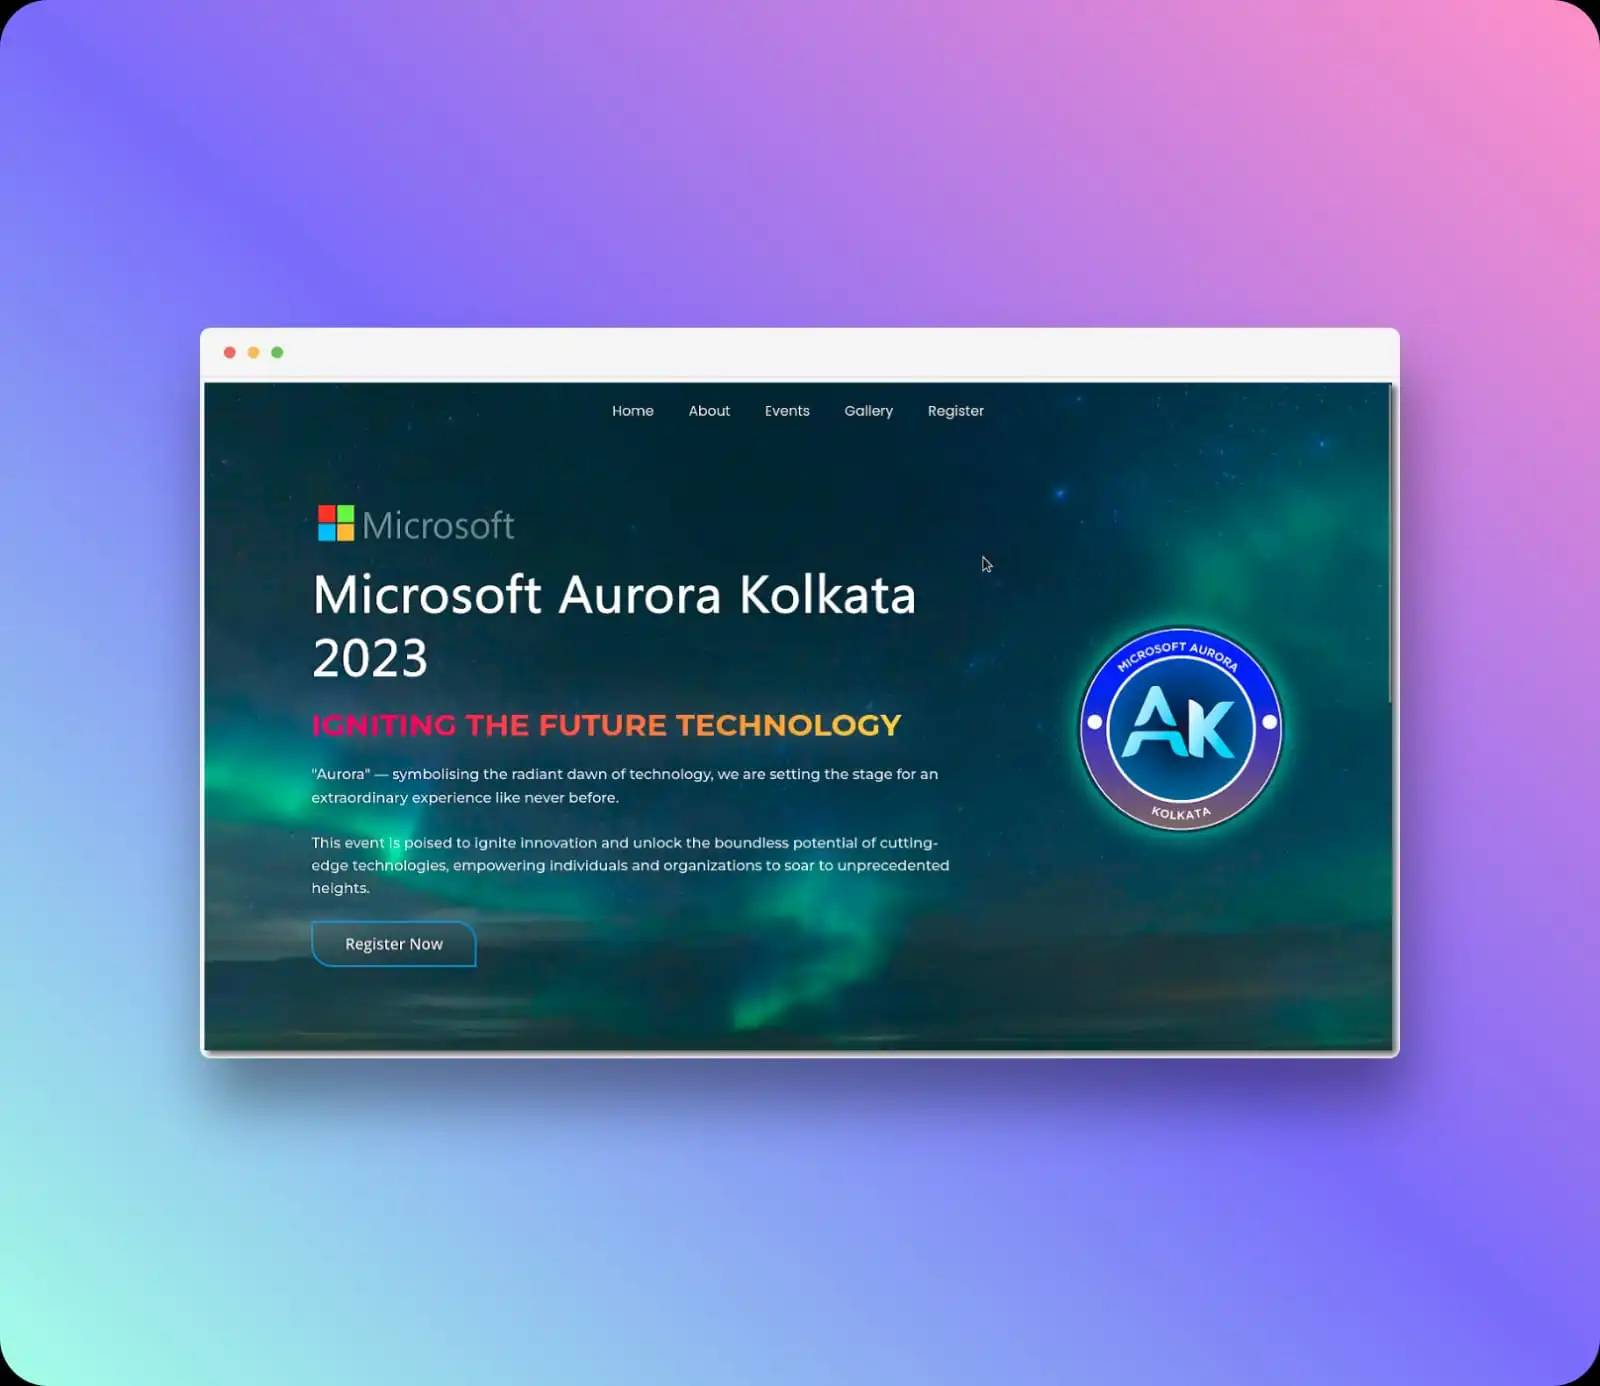 Home About Events Gallery Register
Microsoft
Microsoft Aurora Kolkata
2023
IGNITING THE FUTURE TECHNOLOGY
"Aurora" — symbolising the radiant dawn of technology, we are setting the stage for an
extraordinary experience like never before.
This event is poised to ignite innovation and unlock the boundless potential of cutting-
edge technologies, empowering individuals and organizations to soar to unprecedented
heights.
Register Now
MICROSOFT AURORA
AK
KOLKATA